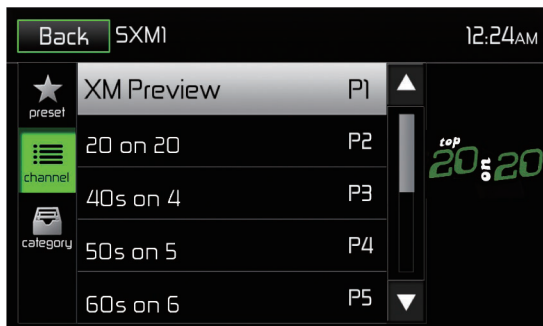 Back SXM1 12:24AM
preset
channel
category
XM Preview P1
20 on 20 P2
40s on 4 P3
50s on 5 P4
60s on 6 P5
top
20 on 20